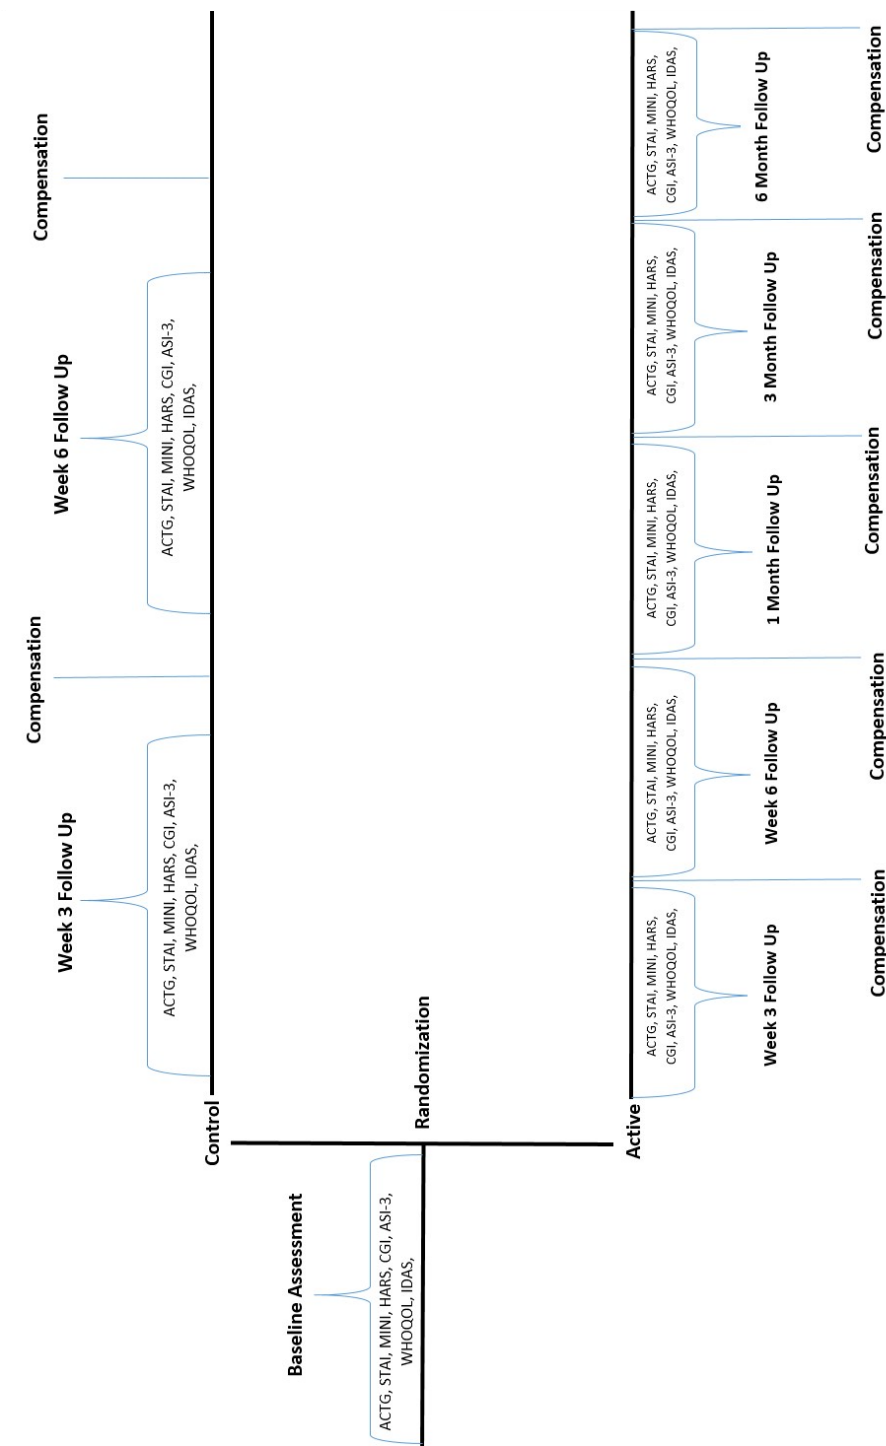 Baseline Assessment
ACTG, STAI, MINI, HARS, CGI, ASI-3,
WHOQOL, IDAS,
Randomization
Control
Week 3 Follow Up
ACTG, STAI, MINI, HARS, CGI, ASI-3,
WHOQOL, IDAS,
Compensation
Week 6 Follow Up
ACTG, STAI, MINI, HARS, CGI, ASI-3,
WHOQOL, IDAS,
Compensation
Active
ACTG, STAI, MINI, HARS,
CGI, ASI-3, WHOQOL, IDAS,
Week 3 Follow Up
Compensation
ACTG, STAI, MINI, HARS,
CGI, ASI-3, WHOQOL, IDAS,
Week 6 Follow Up
Compensation
ACTG, STAI, MINI, HARS,
CGI, ASI-3, WHOQOL, IDAS,
1 Month Follow Up
Compensation
ACTG, STAI, MINI, HARS,
CGI, ASI-3, WHOQOL, IDAS,
3 Month Follow Up
Compensation
ACTG, STAI, MINI, HARS,
CGI, ASI-3, WHOQOL, IDAS,
6 Month Follow Up
Compensation